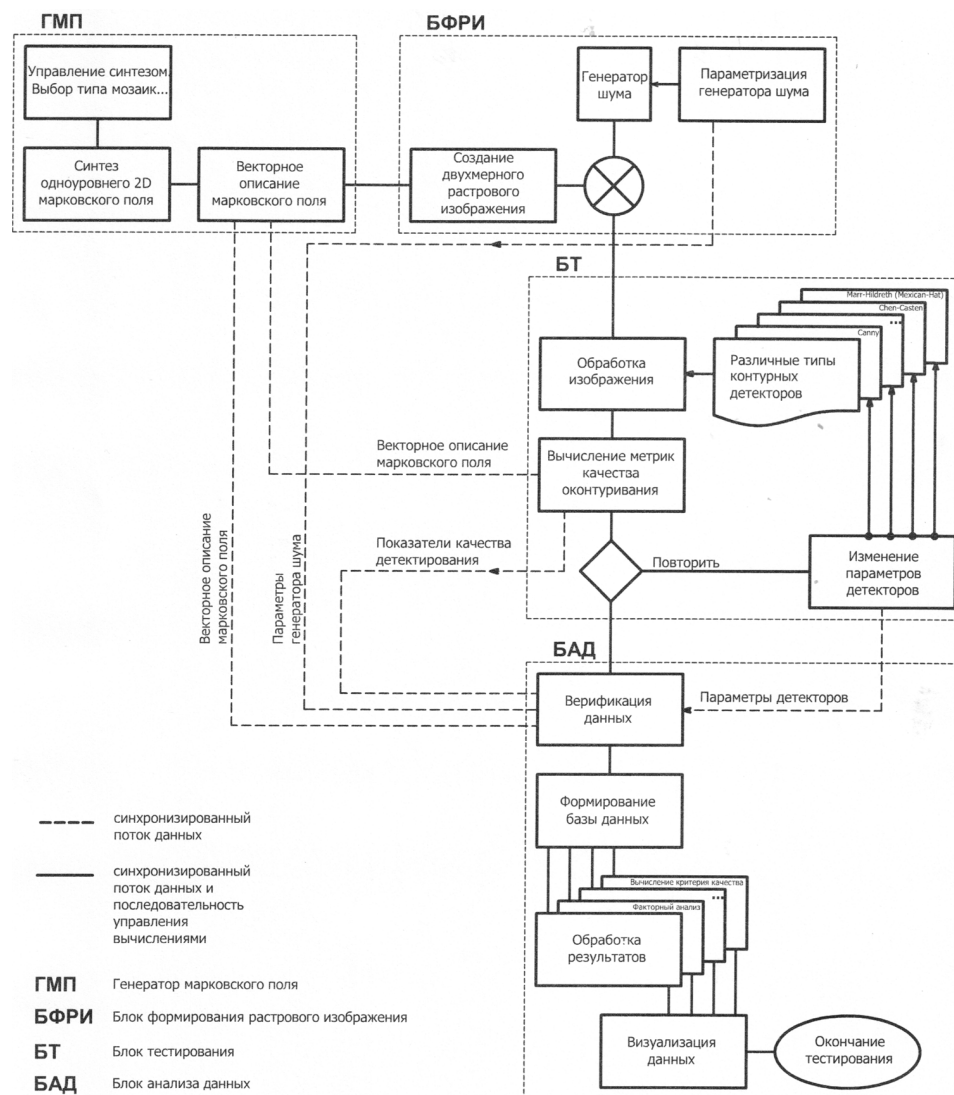 ГМП
БФРИ
Управление синтезом.
Выбор типа мозаик...
Генератор
шума
Параметризация
генератора шума
Синтез
одноуровнего 2D
марковского поля
Векторное
описание
марковского поля
Создание
двухмерного
растрового
изображения
БТ
Marr-Hildreth (Mexican-Hat)
Chen-Casten
...
Canny
Различные типы
контурных
детекторов
Обработка
изображения
Векторное описание
марковского поля
Вычисление метрик
качества
оконтуривания
Векторное описание
марковского поля
Параметры
генератора шума
Показатели качества
детектирования
Повторить
Изменение
параметров
детекторов
БАД
Верификация
данных
Параметры детекторов
Формирование
базы данных
Вычисление критерия качества
...
Факторный анализ
Обработка
результатов
Визуализация
данных
Окончание
тестирования
синхронизированный
поток данных
синхронизированный
поток данных и
последовательность
управления
вычислениями
ГМП Генератор марковского поля
БФРИ Блок формирования растрового изображения
БТ Блок тестирования
БАД Блок анализа данных